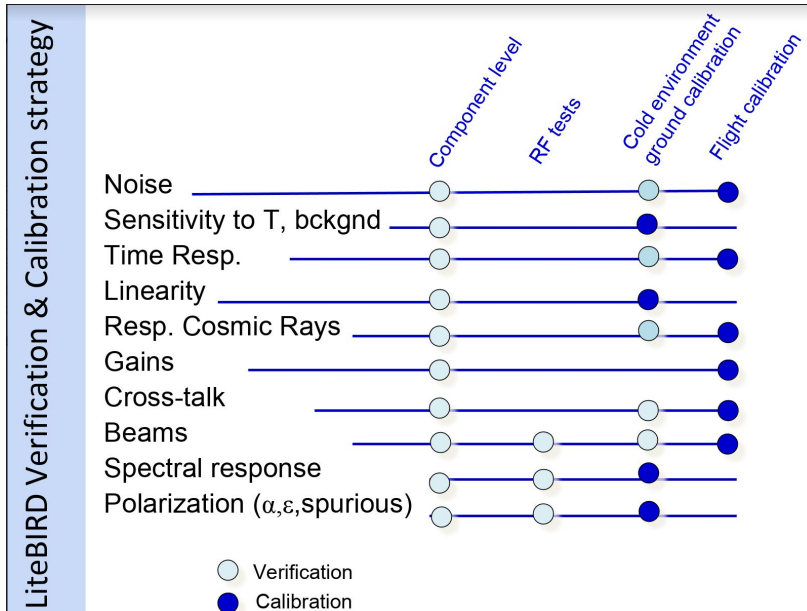 LiteBIRD Verification & Calibration strategy
Component level
RF tests
Cold environment
ground calibration
Flight calibration
Noise
Sensitivity to T, bckgnd
Time Resp.
Linearity
Resp. Cosmic Rays
Gains
Cross-talk
Beams
Spectral response
Polarization (α,ε,spurious)
Verification
Calibration